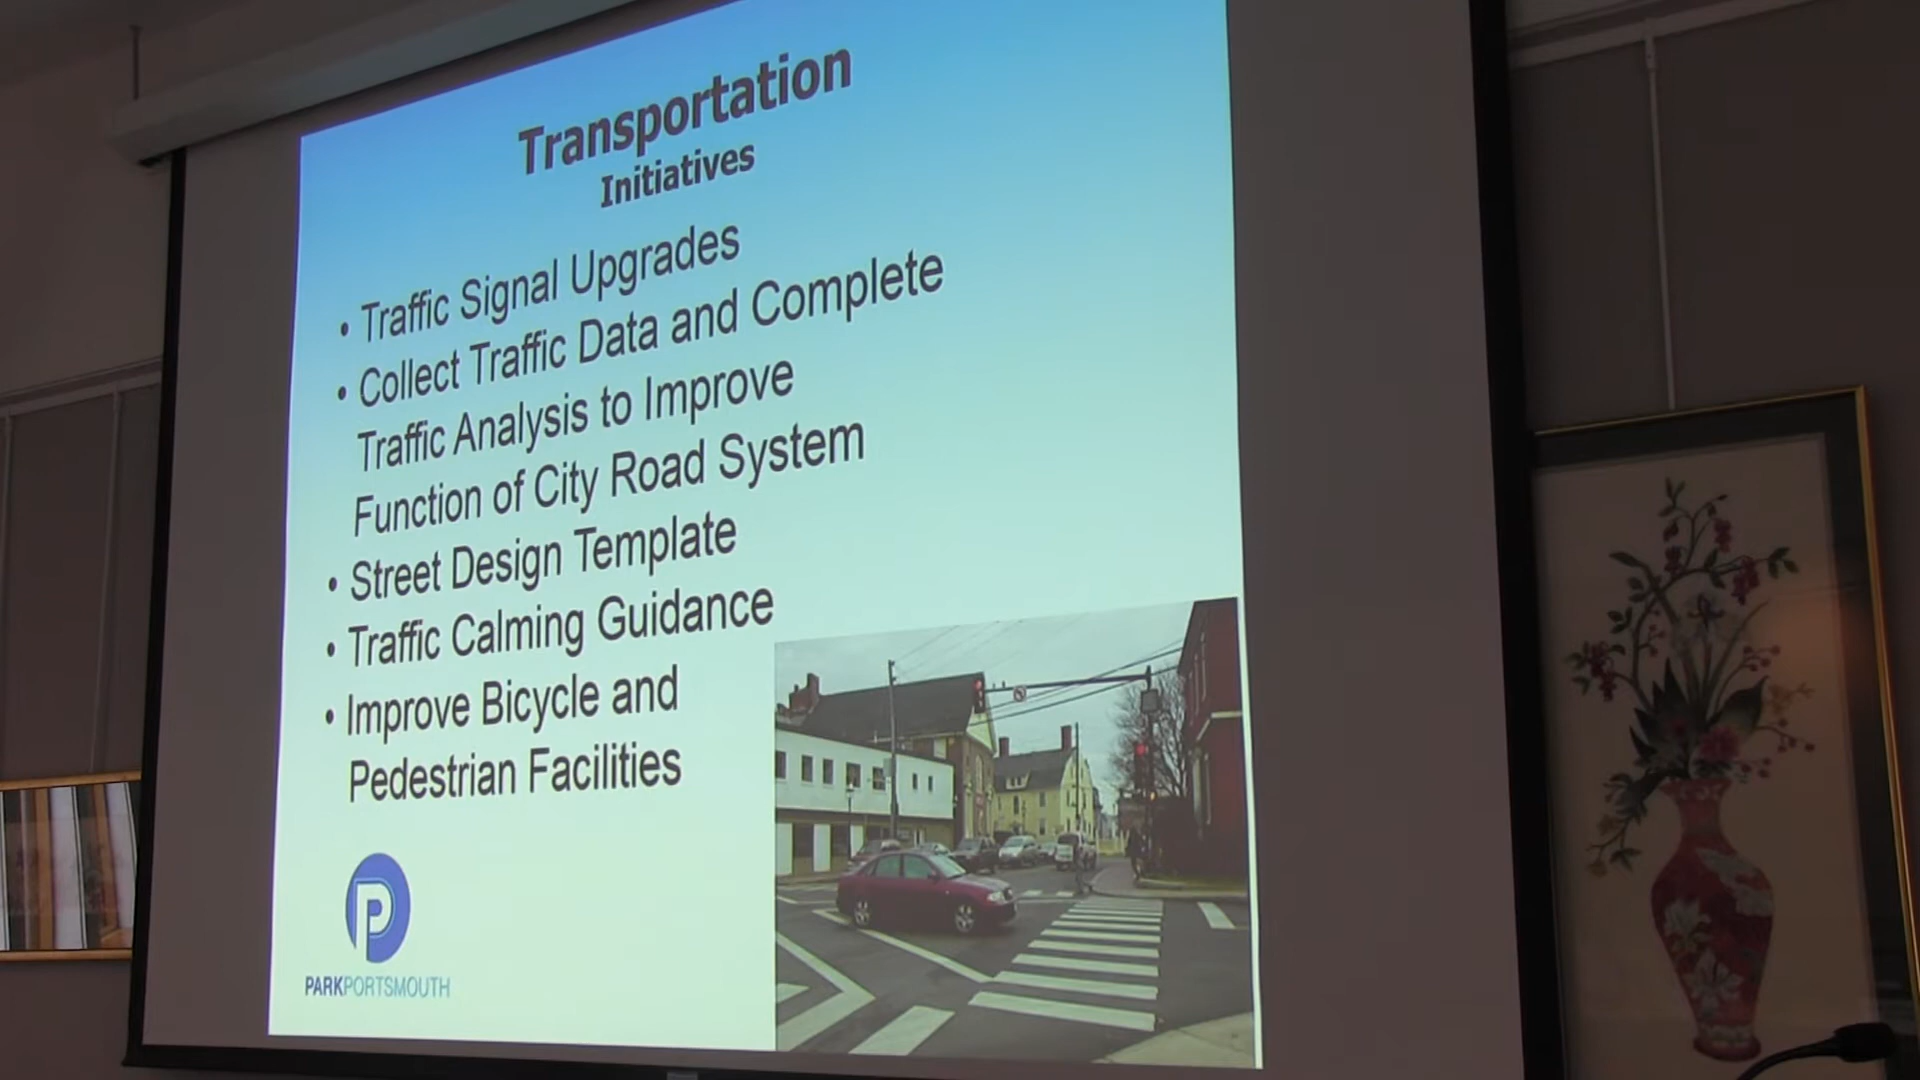 Transportation
Initiatives
• Traffic Signal Upgrades
• Collect Traffic Data and Complete
Traffic Analysis to Improve
Function of City Road System
• Street Design Template
• Traffic Calming Guidance
• Improve Bicycle and
Pedestrian Facilities
P
PARKPORTSMOUTH